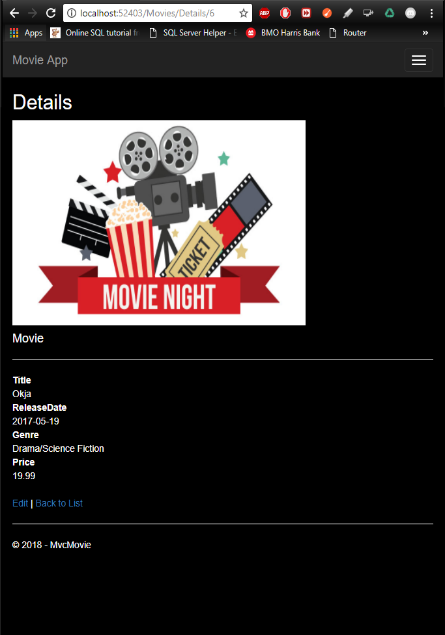 localhost:52403/Movies/Details/6
Apps Online SQL tutorial SQL Server Helper - BMO Harris Bank Router »
Movie App
Details
TICKET
MOVIE NIGHT
Movie
Title
Okja
ReleaseDate
2017-05-19
Genre
Drama/Science Fiction
Price
19.99
Edit | Back to List
© 2018 - MvcMovie